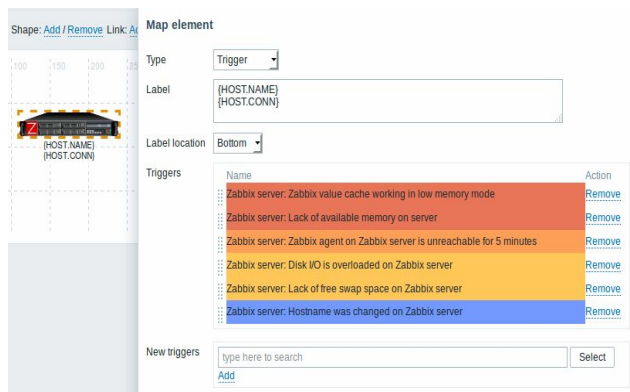 Shape: Add / Remove Link:
Map element
Type
Trigger
Label
{HOST.NAME}
{HOST.CONN}
Label location
Bottom
Triggers
Name
Action
Zabbix server: Zabbix value cache working in low memory mode
Remove
Zabbix server: Lack of available memory on server
Remove
Zabbix server: Zabbix agent on Zabbix server is unreachable for 5 minutes
Remove
Zabbix server: Disk I/O is overloaded on Zabbix server
Remove
Zabbix server: Lack of free swap space on Zabbix server
Remove
Zabbix server: Hostname was changed on Zabbix server
Remove
New triggers
type here to search
Select
Add
100
150
200
Z
{HOST.NAME}
{HOST.CONN}